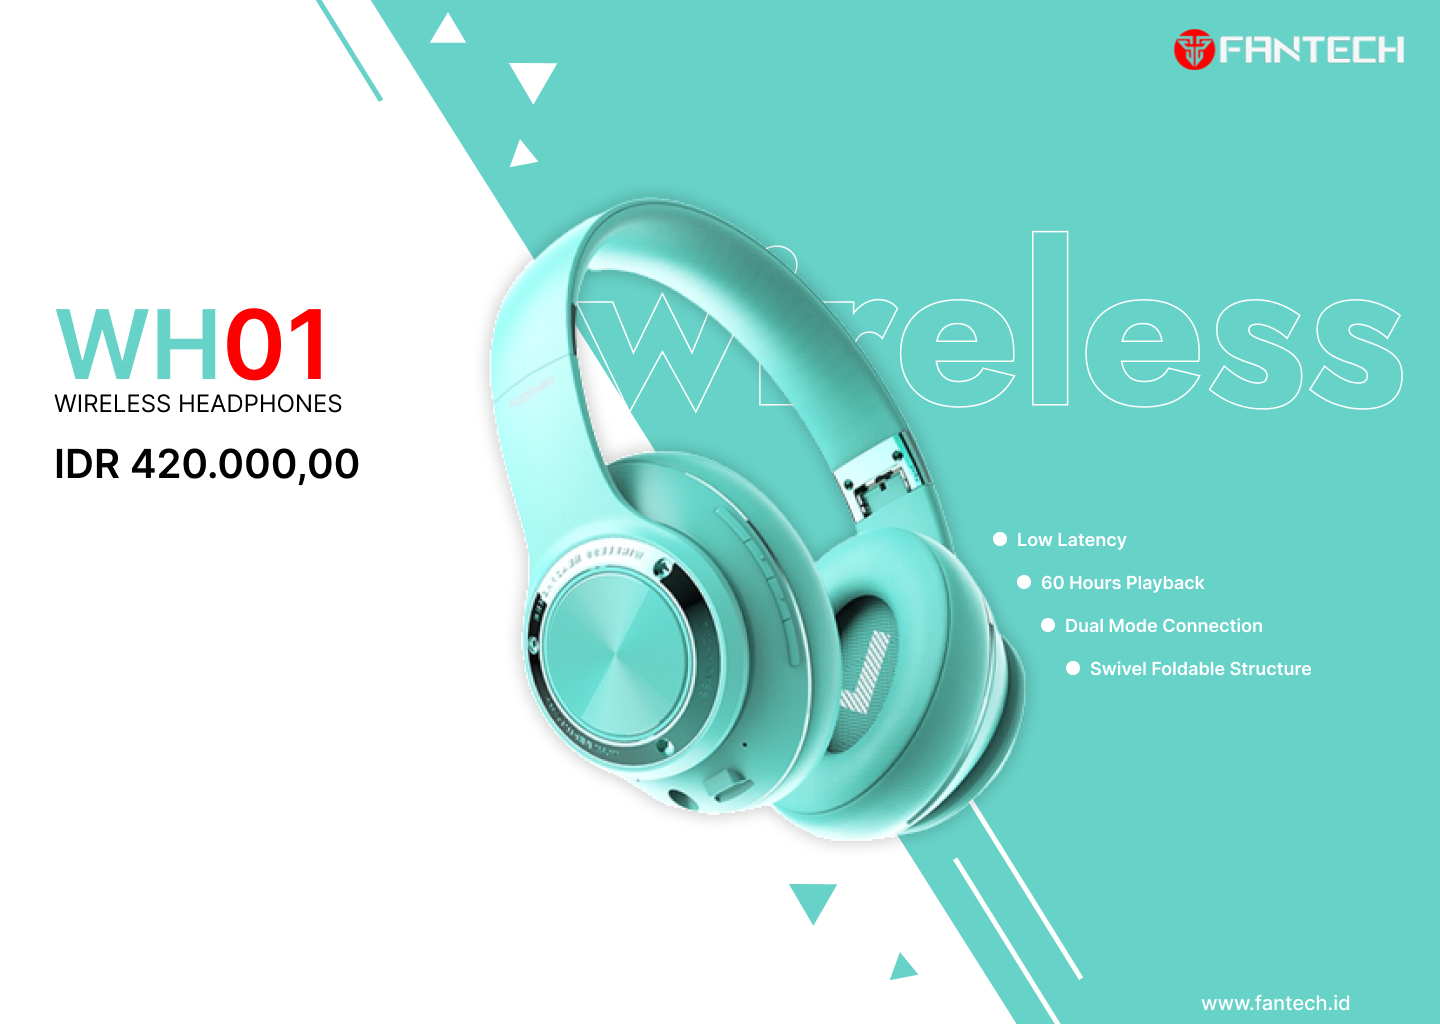 FANTECH
wireless
WH01
WIRELESS HEADPHONES
IDR 420.000,00
Low Latency
60 Hours Playback
Dual Mode Connection
Swivel Foldable Structure
www.fantech.id